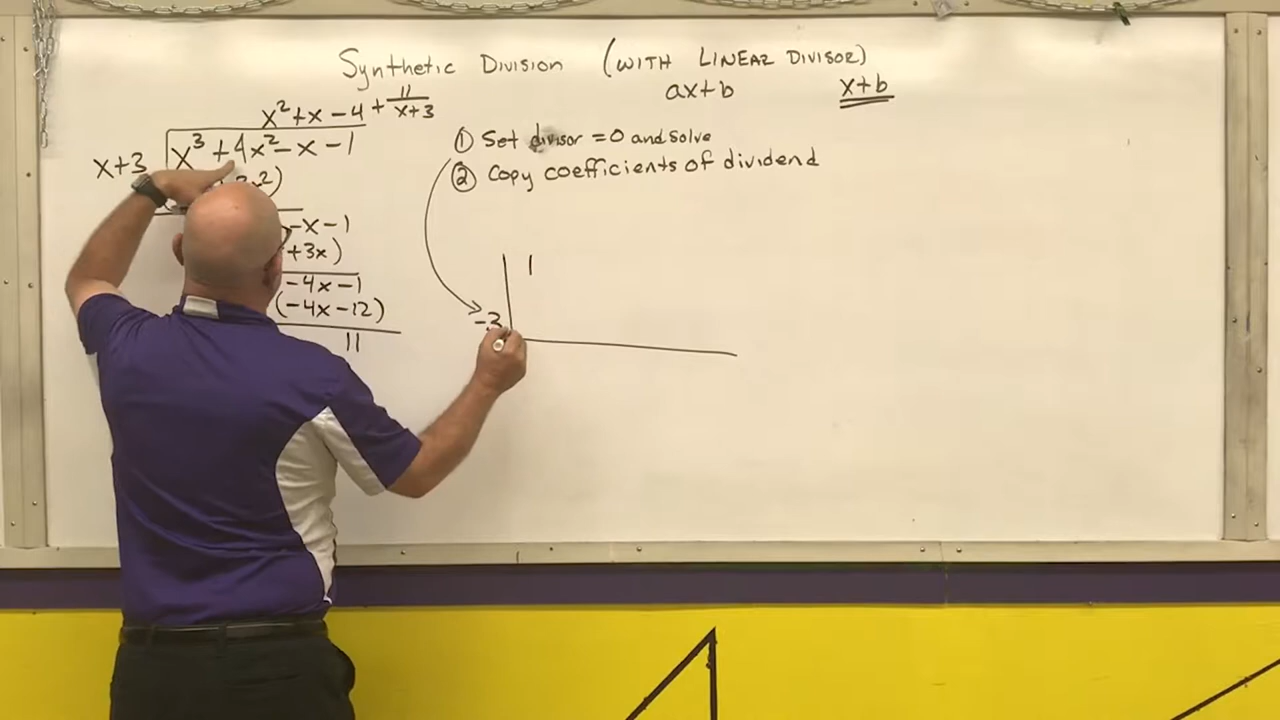 Synthetic Division (with Linear Divisor)
ax+b x+b
x² + x - 4 + 11/x+3
x+3 x³ + 4x² - x - 1
x²)
-x-1
+3x)
-4x-1
(-4x-12)
11
① Set divisor = 0 and solve
② Copy coefficients of dividend
1
-3